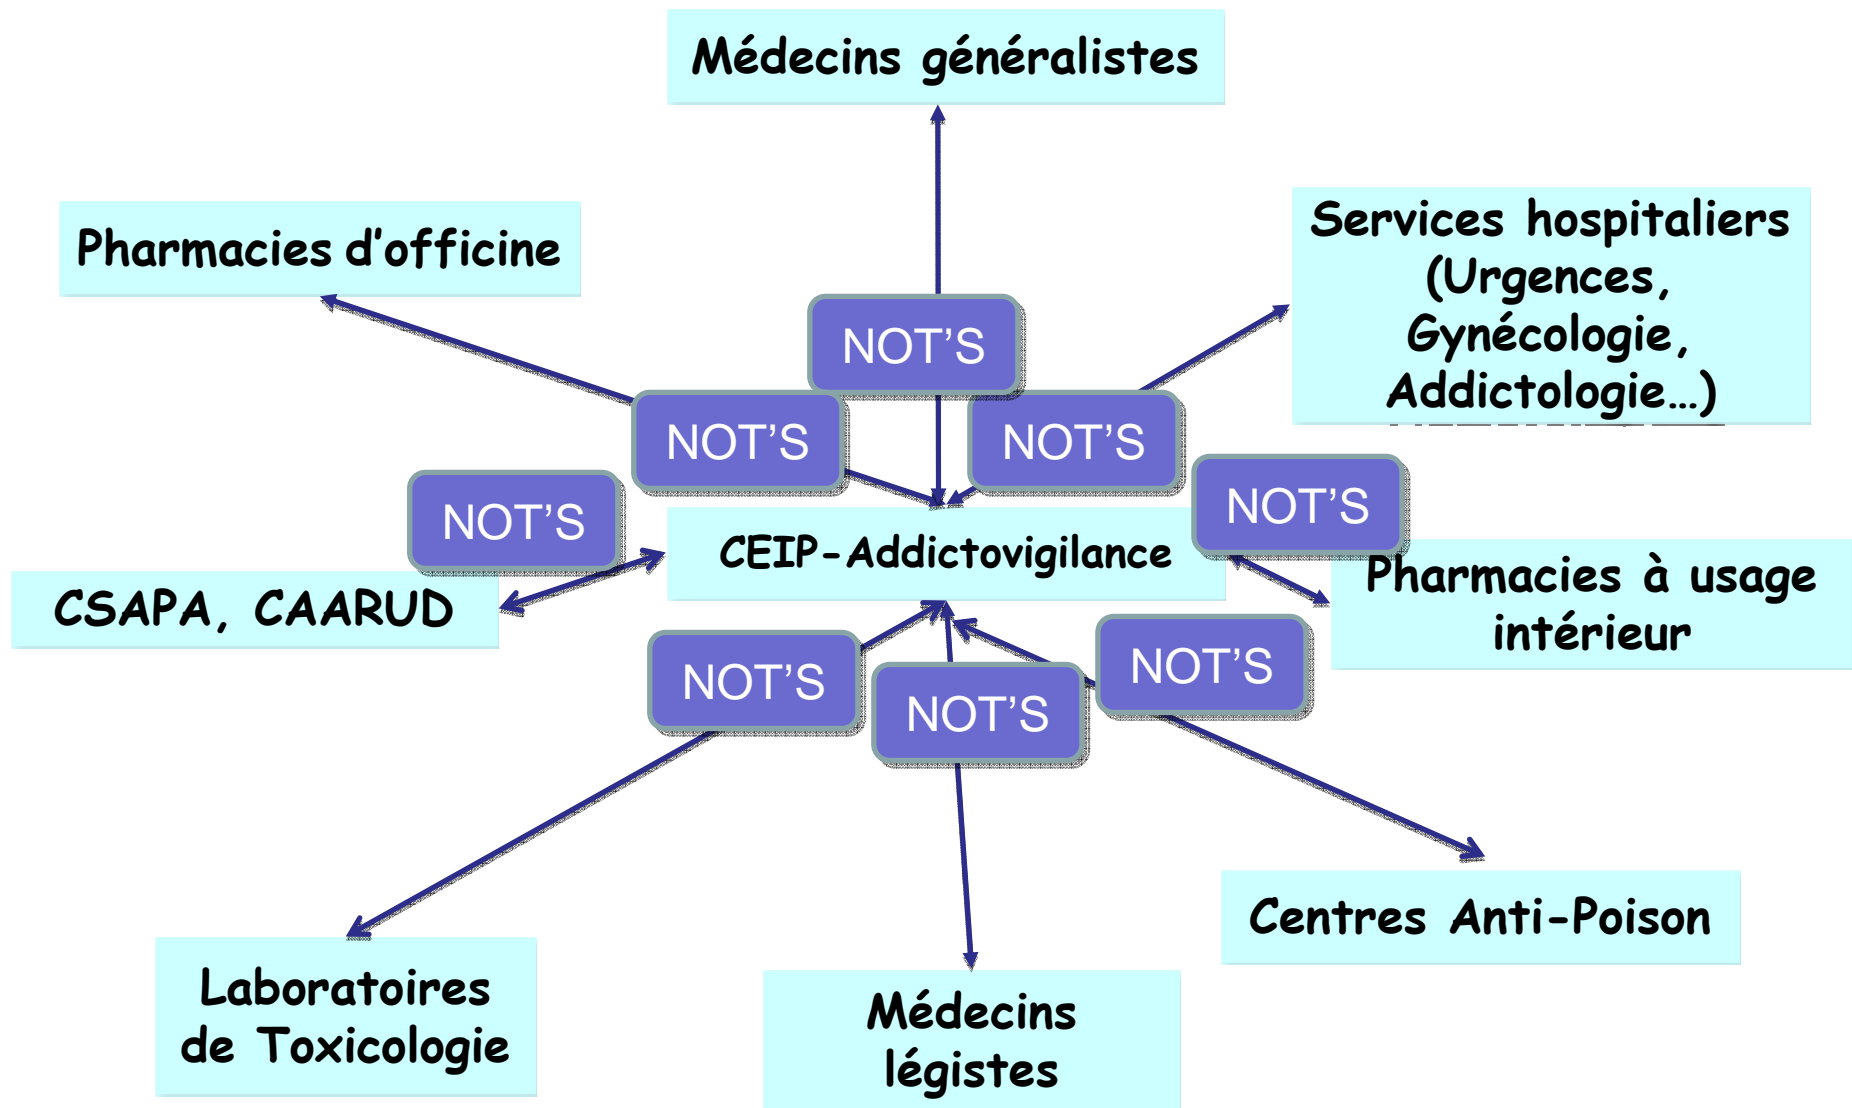 Médecins généralistes
Pharmacies d’officine
Services hospitaliers
(Urgences,
Gynécologie,
Addictologie…)
NOT’S
NOT’S
NOT’S
NOT’S
NOT’S
CEIP-Addictovigilance
CSAPA, CAARUD
Pharmacies à usage
intérieur
NOT’S
NOT’S
NOT’S
Centres Anti-Poison
Laboratoires
de Toxicologie
Médecins
légistes